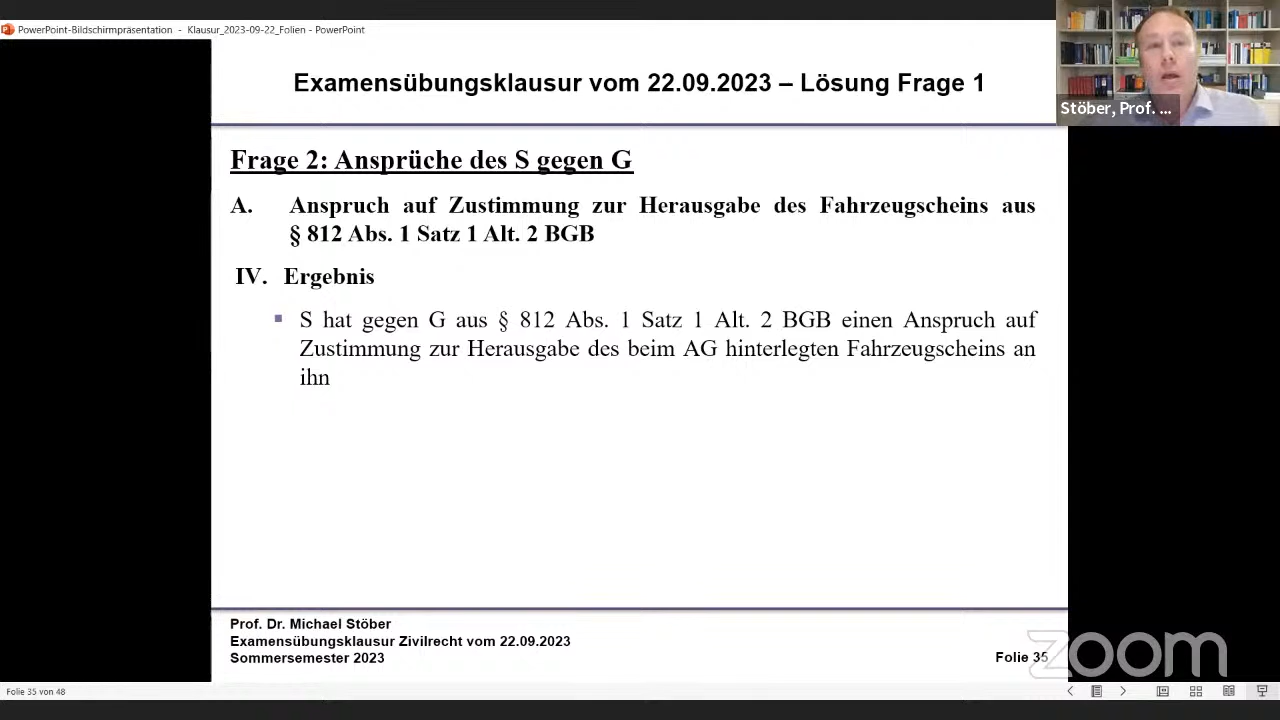 PowerPoint-Bildschirmpräsentation - Klausur_2023-09-22_Folien - PowerPoint
Examensübungsklausur vom 22.09.2023 – Lösung Frage 1
Stöber, Prof. ...
Frage 2: Ansprüche des S gegen G
A. Anspruch auf Zustimmung zur Herausgabe des Fahrzeugscheins aus
§ 812 Abs. 1 Satz 1 Alt. 2 BGB
IV. Ergebnis
▪ S hat gegen G aus § 812 Abs. 1 Satz 1 Alt. 2 BGB einen Anspruch auf
Zustimmung zur Herausgabe des beim AG hinterlegten Fahrzeugscheins an
ihn
Prof. Dr. Michael Stöber
Examensübungsklausur Zivilrecht vom 22.09.2023
Sommersemester 2023
Folie 35
zoom
Folie 35 von 48